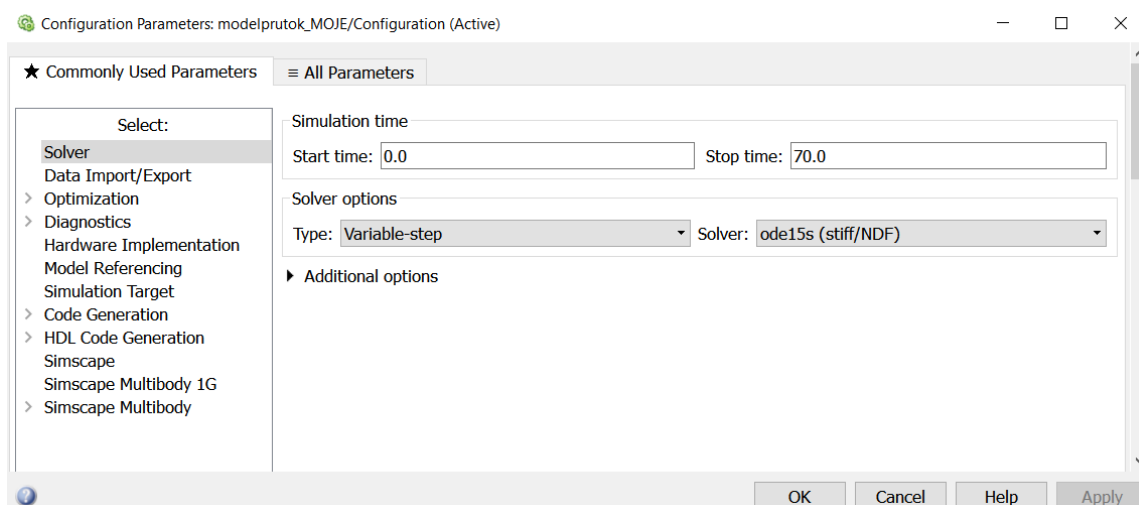 Configuration Parameters: modelprutok_MOJE/Configuration (Active)
★ Commonly Used Parameters
≡ All Parameters
Select:
Solver
Data Import/Export
Optimization
Diagnostics
Hardware Implementation
Model Referencing
Simulation Target
Code Generation
HDL Code Generation
Simscape
Simscape Multibody 1G
Simscape Multibody
Simulation time
Start time: 0.0 Stop time: 70.0
Solver options
Type: Variable-step Solver: ode15s (stiff/NDF)
Additional options
OK Cancel Help Apply